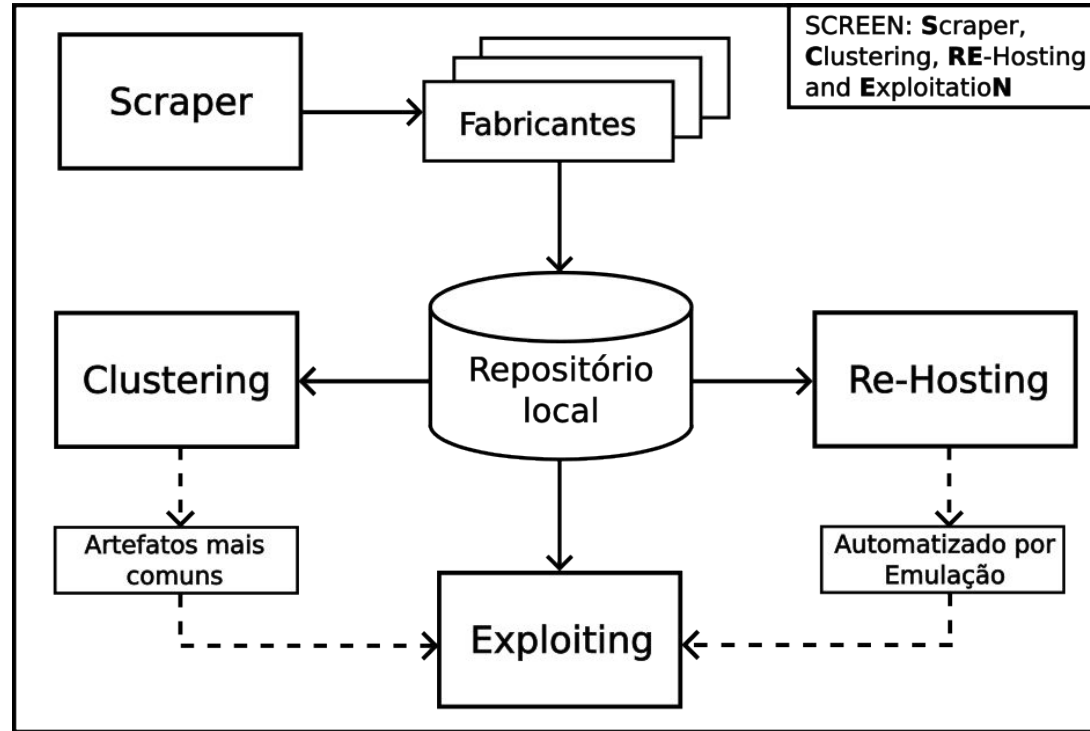 SCREEN: Scraper,
Clustering, RE-Hosting
and ExploitatioN
Scraper
Fabricantes
Repositório
local
Clustering
Re-Hosting
Artefatos mais
comuns
Automatizado por
Emulação
Exploiting